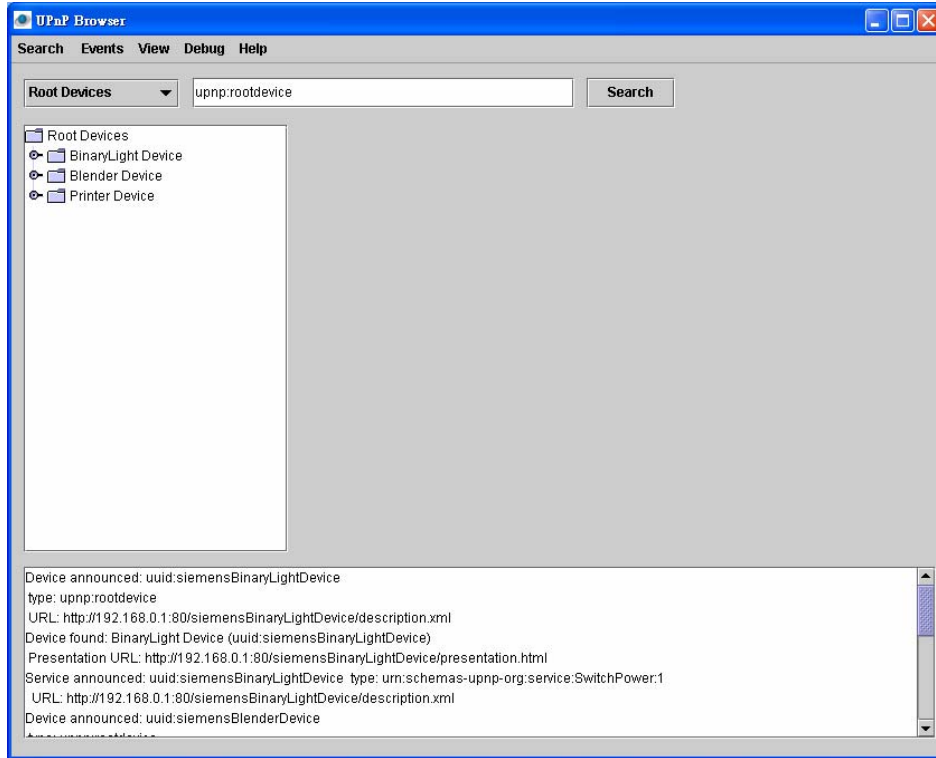 UPnP Browser
Search Events View Debug Help
Root Devices upnp:rootdevice Search
Root Devices
BinaryLight Device
Blender Device
Printer Device
Device announced: uuid:siemensBinaryLightDevice
type: upnp:rootdevice
URL: http://192.168.0.1:80/siemensBinaryLightDevice/description.xml
Device found: BinaryLight Device (uuid:siemensBinaryLightDevice)
Presentation URL: http://192.168.0.1:80/siemensBinaryLightDevice/presentation.html
Service announced: uuid:siemensBinaryLightDevice type: urn:schemas-upnp-org:service:SwitchPower:1
URL: http://192.168.0.1:80/siemensBinaryLightDevice/description.xml
Device announced: uuid:siemensBlenderDevice